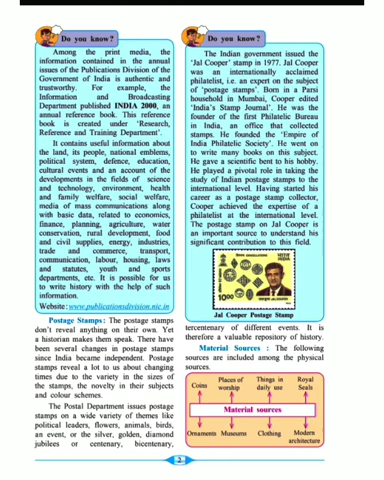 Do you know?
Among the print media, the
information contained in the annual
issues of the Publications Division of the
Government of India is authentic and
trustworthy. For example, the
Information and Broadcasting
Department published INDIA 2000, an
annual reference book. This reference
book is created under 'Research,
Reference and Training Department'.
It contains useful information about
the land, its people, national emblems,
political system, defence, education,
cultural events and an account of the
developments in the fields of science
and technology, environment, health
and family welfare, social welfare,
media of mass communications along
with basic data, related to economics,
finance, planning, agriculture, water
conservation, rural development, food
and civil supplies, energy, industries,
trade and commerce, transport,
communication, labour, housing, laws
and statutes, youth and sports
departments, etc. It is possible for us
to write history with the help of such
information.
Website: www.publicationsdivision.nic.in
Postage Stamps: The postage stamps
don't reveal anything on their own. Yet
a historian makes them speak. There have
been several changes in postage stamps
since India became independent. Postage
stamps reveal a lot to us about changing
times due to the variety in the sizes of
the stamps, the novelty in their subjects
and colour schemes.
The Postal Department issues postage
stamps on a wide variety of themes like
political leaders, flowers, animals, birds,
an event, or the silver, golden, diamond
jubilees or centenary, bicentenary,
Do you know?
The Indian government issued the
'Jal Cooper' stamp in 1977. Jal Cooper
was an internationally acclaimed
philatelist, i.e. an expert on the subject
of 'postage stamps'. Born in a Parsi
household in Mumbai, Cooper edited
'India's Stamp Journal'. He was the
founder of the first Philatelic Bureau
in India, an office that collected
stamps. He founded the 'Empire of
India Philatelic Society'. He went on
to write many books on this subject.
He gave a scientific bent to his hobby.
He played a pivotal role in taking the
study of Indian postage stamps to the
international level. Having started his
career as a postage stamp collector,
Cooper achieved the expertise of a
philatelist at the international level.
The postage stamp on Jal Cooper is
an important source to understand his
significant contribution to this field.
Jal Cooper Postage Stamp
tercentenary of different events. It is
therefore a valuable repository of history.
Material Sources : The following
sources are included among the physical
sources.
Coins
Places of
worship
Things in
daily use
Royal
Seals
Material sources
Ornaments
Museums
Clothing
Modern
architecture
2